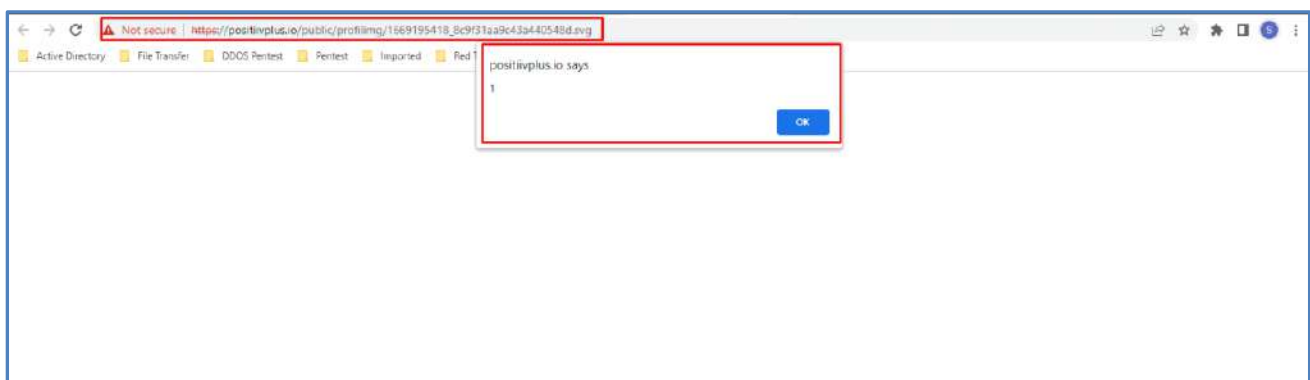 Not secure | https://positiivplus.io/public/profilimg/1669195418_8c9f31aa9c43a440548d.svg
S
Active Directory File Transfer DDOS Pentest Pentest Imported Red
positiivplus.io says
1
OK